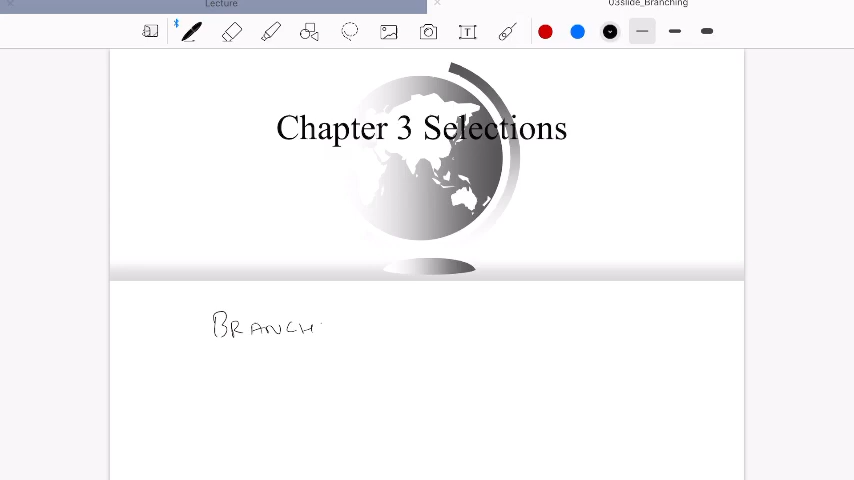 Lecture
03slide_Branching
T
Chapter 3 Selections
BRANCH